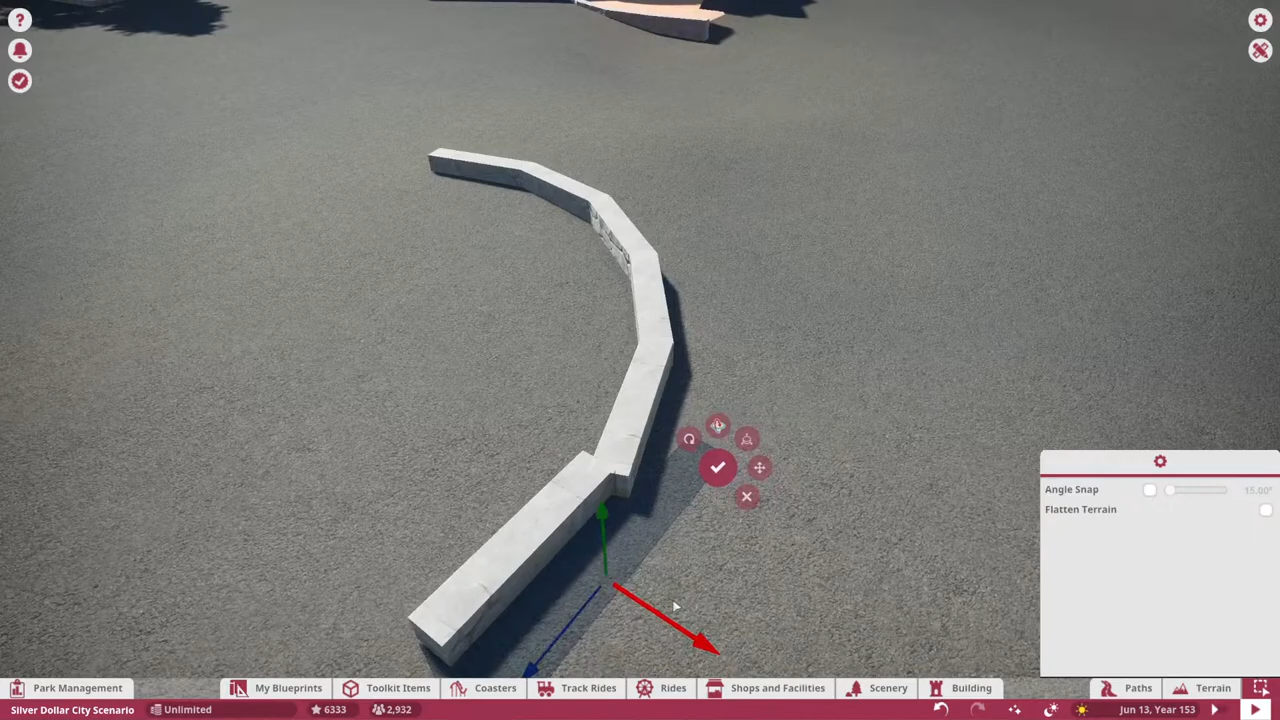 ?
Angle Snap 15.00°
Flatten Terrain
Park Management My Blueprints Toolkit Items Coasters Track Rides Rides Shops and Facilities Scenery Building Paths Terrain
Silver Dollar City Scenario Unlimited 6333 2,932 Jun 13, Year 153